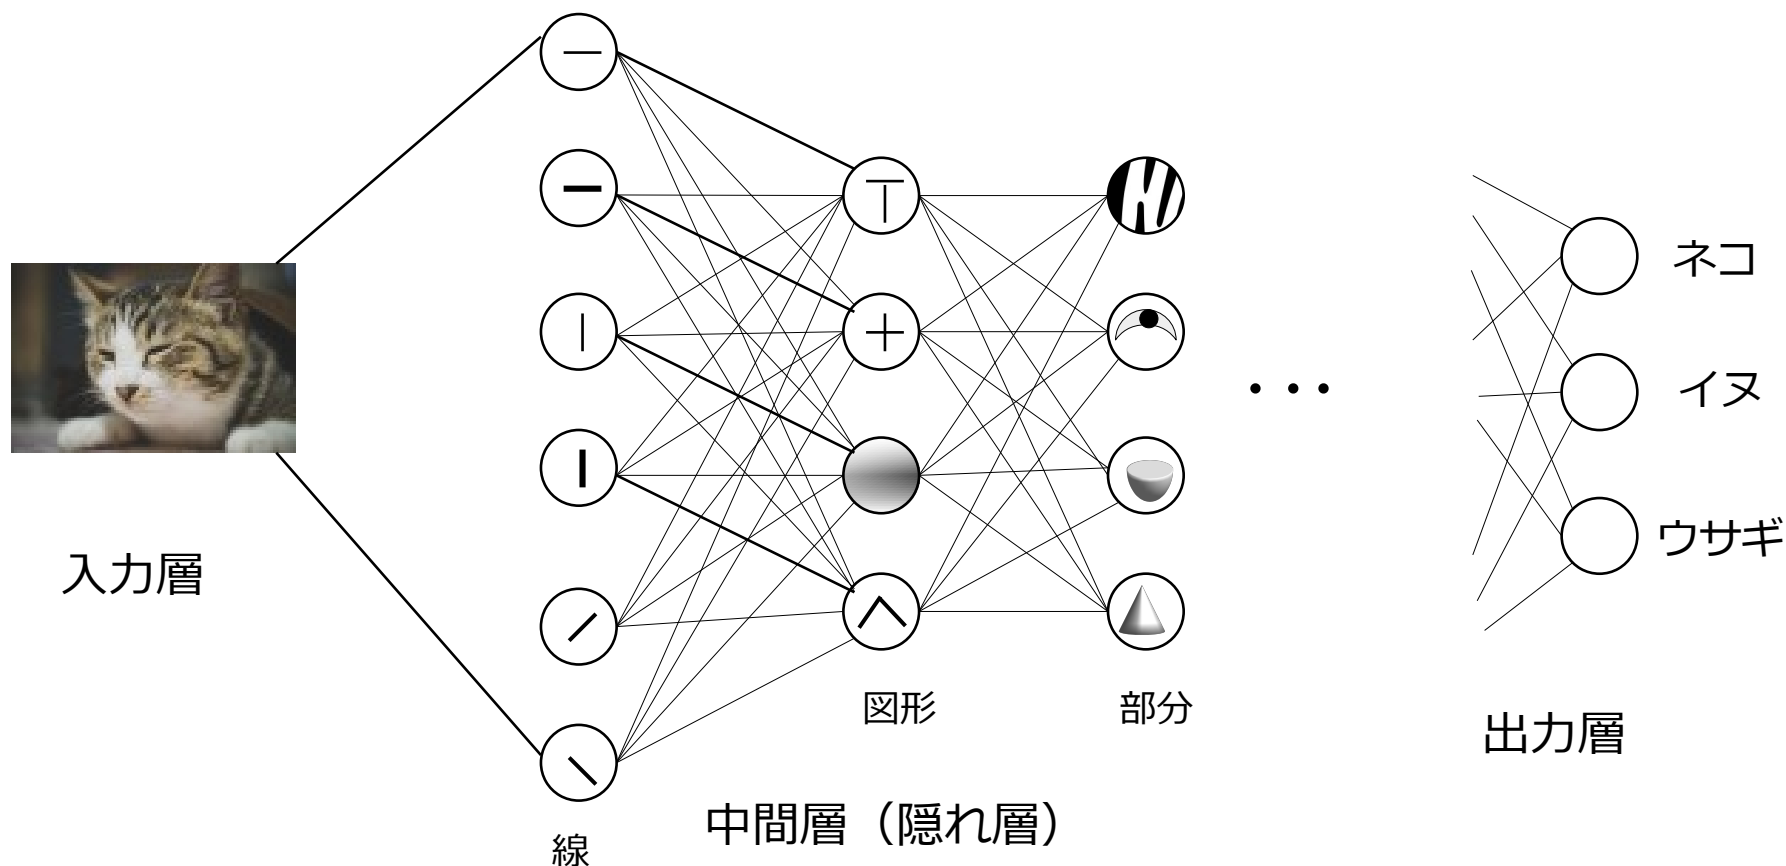 入力層
線
図形
部分
中間層（隠れ層）
・・・
ネコ
イヌ
ウサギ
出力層